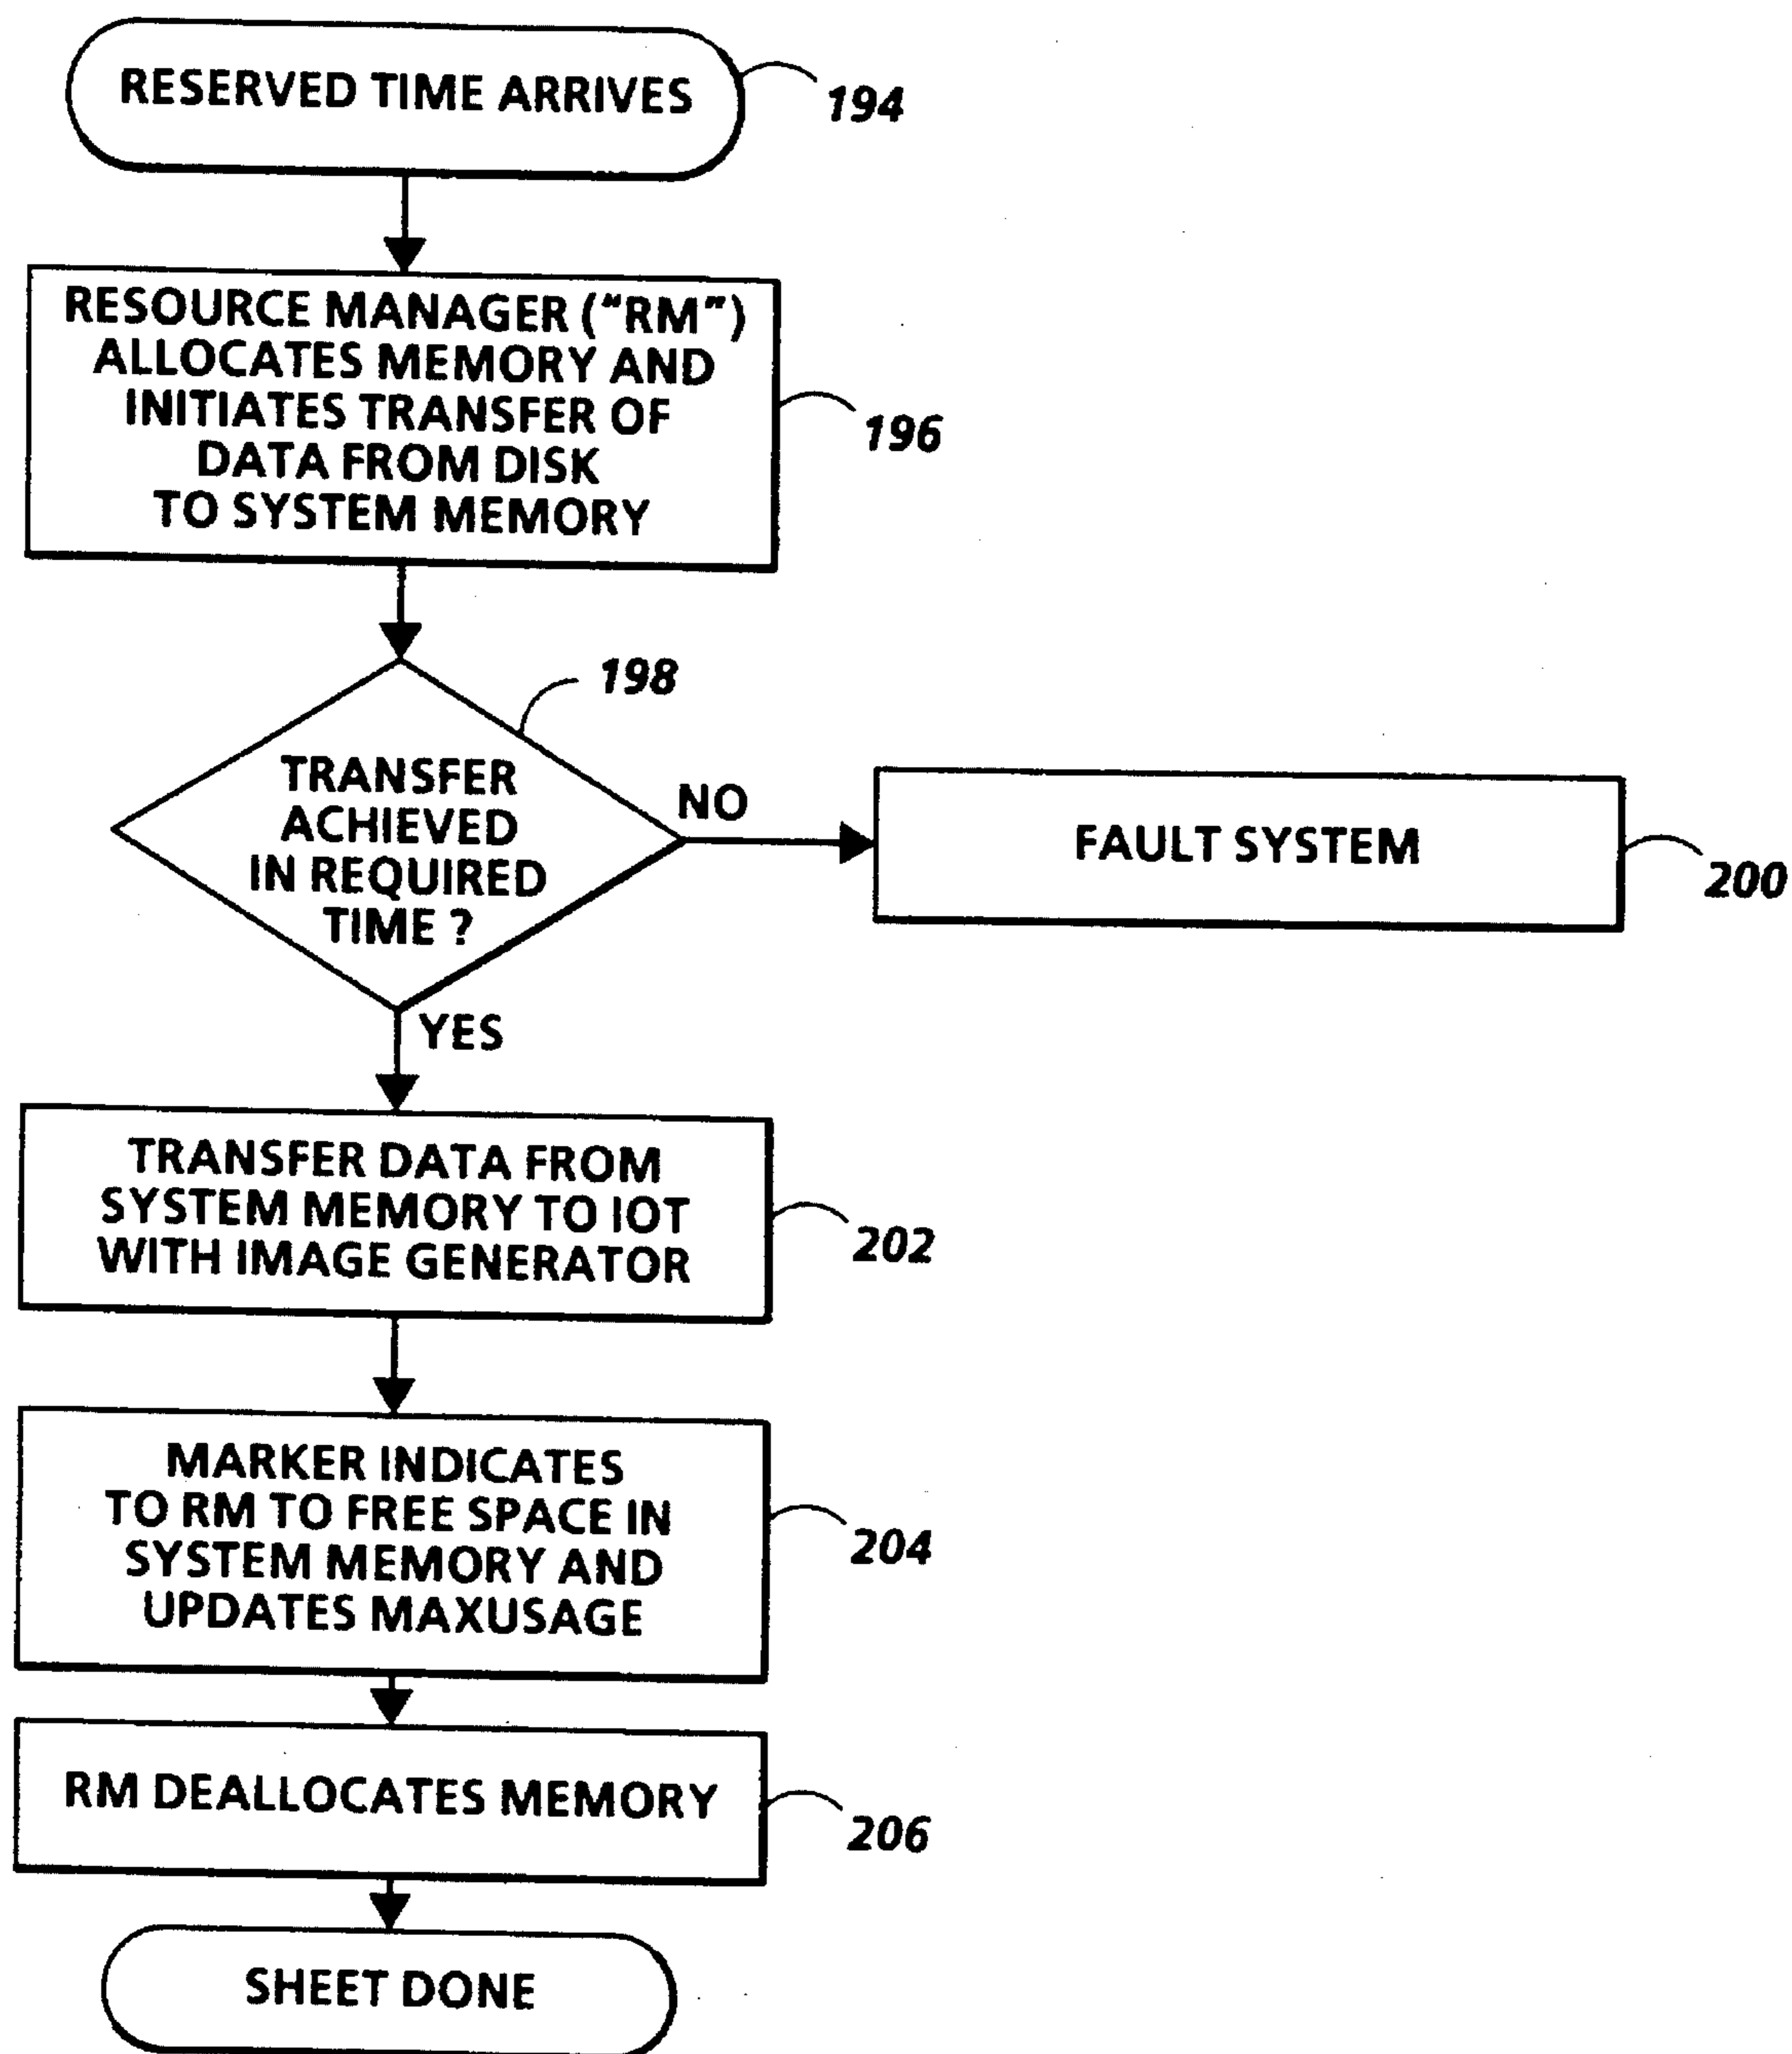 RESERVED TIME ARRIVES
194
RESOURCE MANAGER ("RM")
ALLOCATES MEMORY AND
INITIATES TRANSFER OF
DATA FROM DISK
TO SYSTEM MEMORY
196
198
TRANSFER
ACHIEVED
IN REQUIRED
TIME ?
NO
FAULT SYSTEM
200
YES
TRANSFER DATA FROM
SYSTEM MEMORY TO IOT
WITH IMAGE GENERATOR
202
MARKER INDICATES
TO RM TO FREE SPACE IN
SYSTEM MEMORY AND
UPDATES MAXUSAGE
204
RM DEALLOCATES MEMORY
206
SHEET DONE